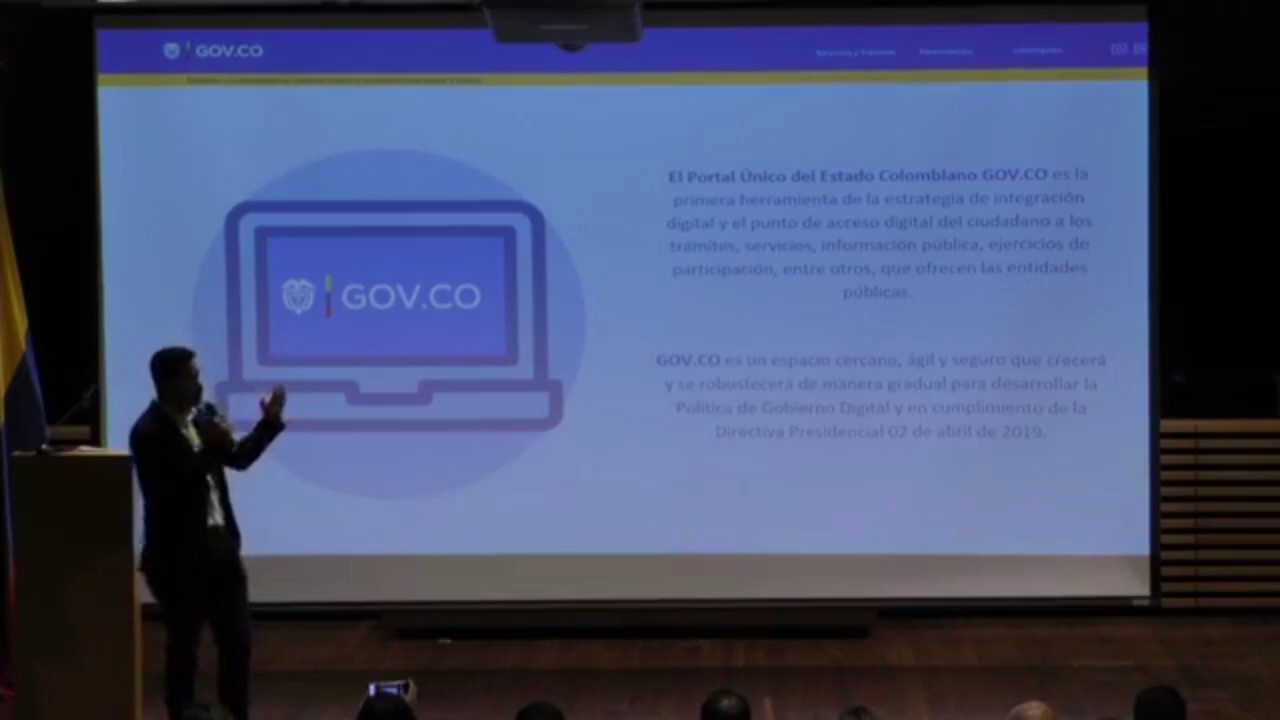 GOV.CO
Servicios y Trámites Participación
GOV.CO
El Portal Único del Estado Colombiano GOV.CO es la
primera herramienta de la estrategia de integración
digital y el punto de acceso digital del ciudadano a los
trámites, servicios, información pública, ejercicios de
participación, entre otros, que ofrecen las entidades
públicas.
GOV.CO es un espacio cercano, ágil y seguro que crecerá
y se robustecerá de manera gradual para desarrollar la
Política de Gobierno Digital y en cumplimiento de la
Directiva Presidencial 02 de abril de 2019.